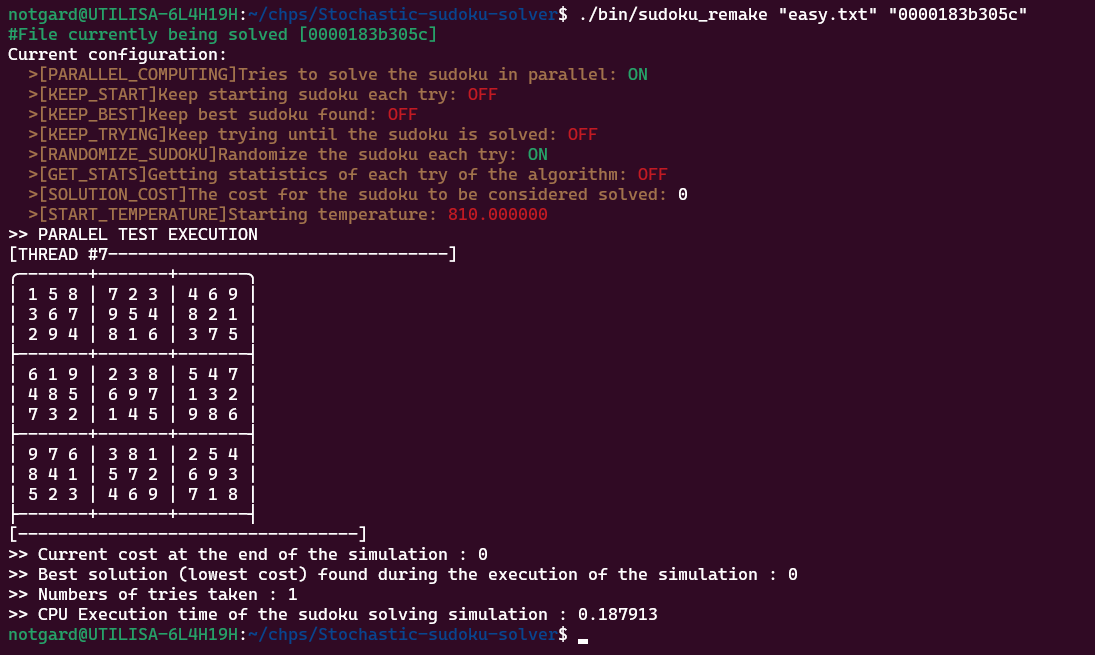 notgard@UTILISA-6L4H19H:~/chps/Stochastic-sudoku-solver$ ./bin/sudoku_remake "easy.txt" "0000183b305c"
#File currently being solved [0000183b305c]
Current configuration:
  >[PARALLEL_COMPUTING]Tries to solve the sudoku in parallel: ON
  >[KEEP_START]Keep starting sudoku each try: OFF
  >[KEEP_BEST]Keep best sudoku found: OFF
  >[KEEP_TRYING]Keep trying until the sudoku is solved: OFF
  >[RANDOMIZE_SUDOKU]Randomize the sudoku each try: ON
  >[GET_STATS]Getting statistics of each try of the algorithm: OFF
  >[SOLUTION_COST]The cost for the sudoku to be considered solved: 0
  >[START_TEMPERATURE]Starting temperature: 810.000000
>> PARALEL TEST EXECUTION
[THREAD #7----------------------------------]
╭-------+-------+-------╮
| 1 5 8 | 7 2 3 | 4 6 9 |
| 3 6 7 | 9 5 4 | 8 2 1 |
| 2 9 4 | 8 1 6 | 3 7 5 |
├-------+-------+-------┤
| 6 1 9 | 2 3 8 | 5 4 7 |
| 4 8 5 | 6 9 7 | 1 3 2 |
| 7 3 2 | 1 4 5 | 9 8 6 |
├-------+-------+-------┤
| 9 7 6 | 3 8 1 | 2 5 4 |
| 8 4 1 | 5 7 2 | 6 9 3 |
| 5 2 3 | 4 6 9 | 7 1 8 |
├-------+-------+-------┤
[----------------------------------]
>> Current cost at the end of the simulation : 0
>> Best solution (lowest cost) found during the execution of the simulation : 0
>> Numbers of tries taken : 1
>> CPU Execution time of the sudoku solving simulation : 0.187913
notgard@UTILISA-6L4H19H:~/chps/Stochastic-sudoku-solver$